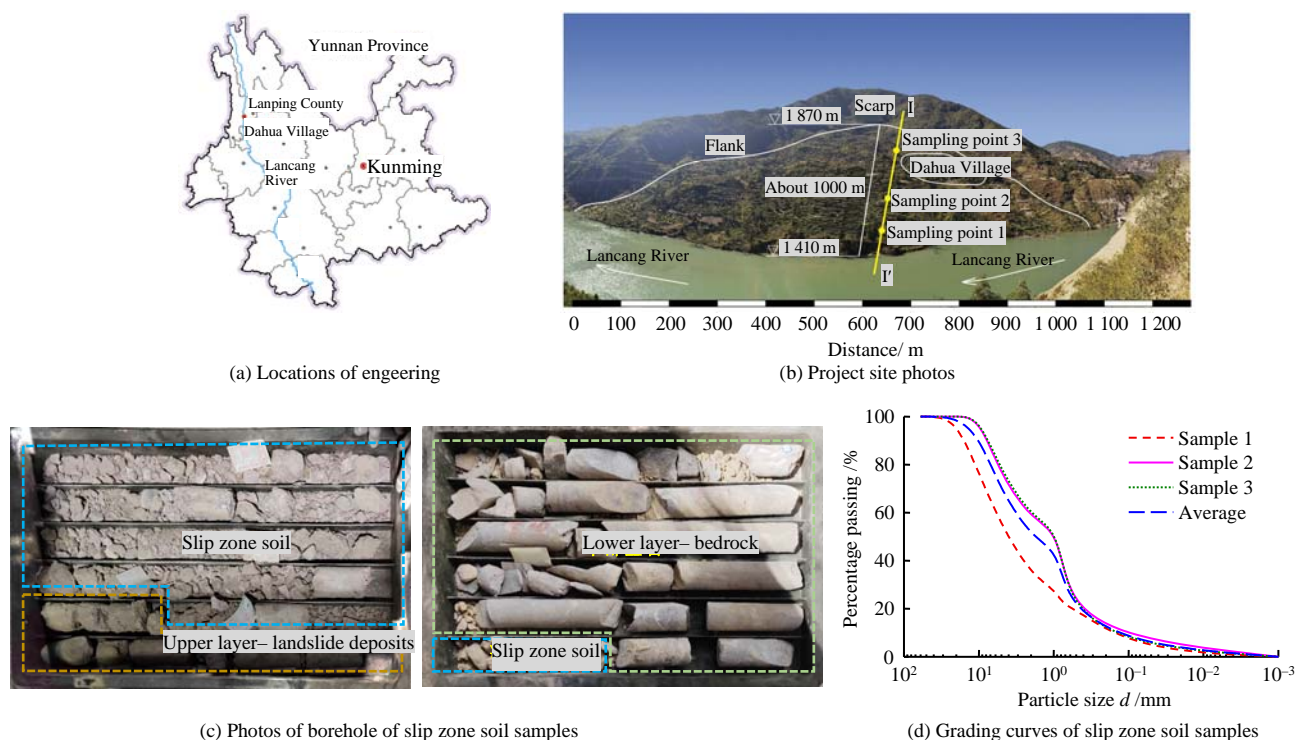 Yunnan Province
Lanping County
Dahua Village
Lancang
River
Kunming
(a) Locations of engeering
Scarp
I
1 870 m
Sampling point 3
Flank
Dahua Village
About 1000 m
Sampling point 2
Sampling point 1
1 410 m
Lancang River
Lancang River
I′
0 100 200 300 400 500 600 700 800 900 1 000 1 100 1 200
Distance/ m
(b) Project site photos
Slip zone soil
Upper layer– landslide deposits
Lower layer– bedrock
Slip zone soil
(c) Photos of borehole of slip zone soil samples
100
80
60
40
20
0
Percentage passing /%
Sample 1
Sample 2
Sample 3
Average
10² 10¹ 10⁰ 10⁻¹ 10⁻² 10⁻³
Particle size d /mm
(d) Grading curves of slip zone soil samples